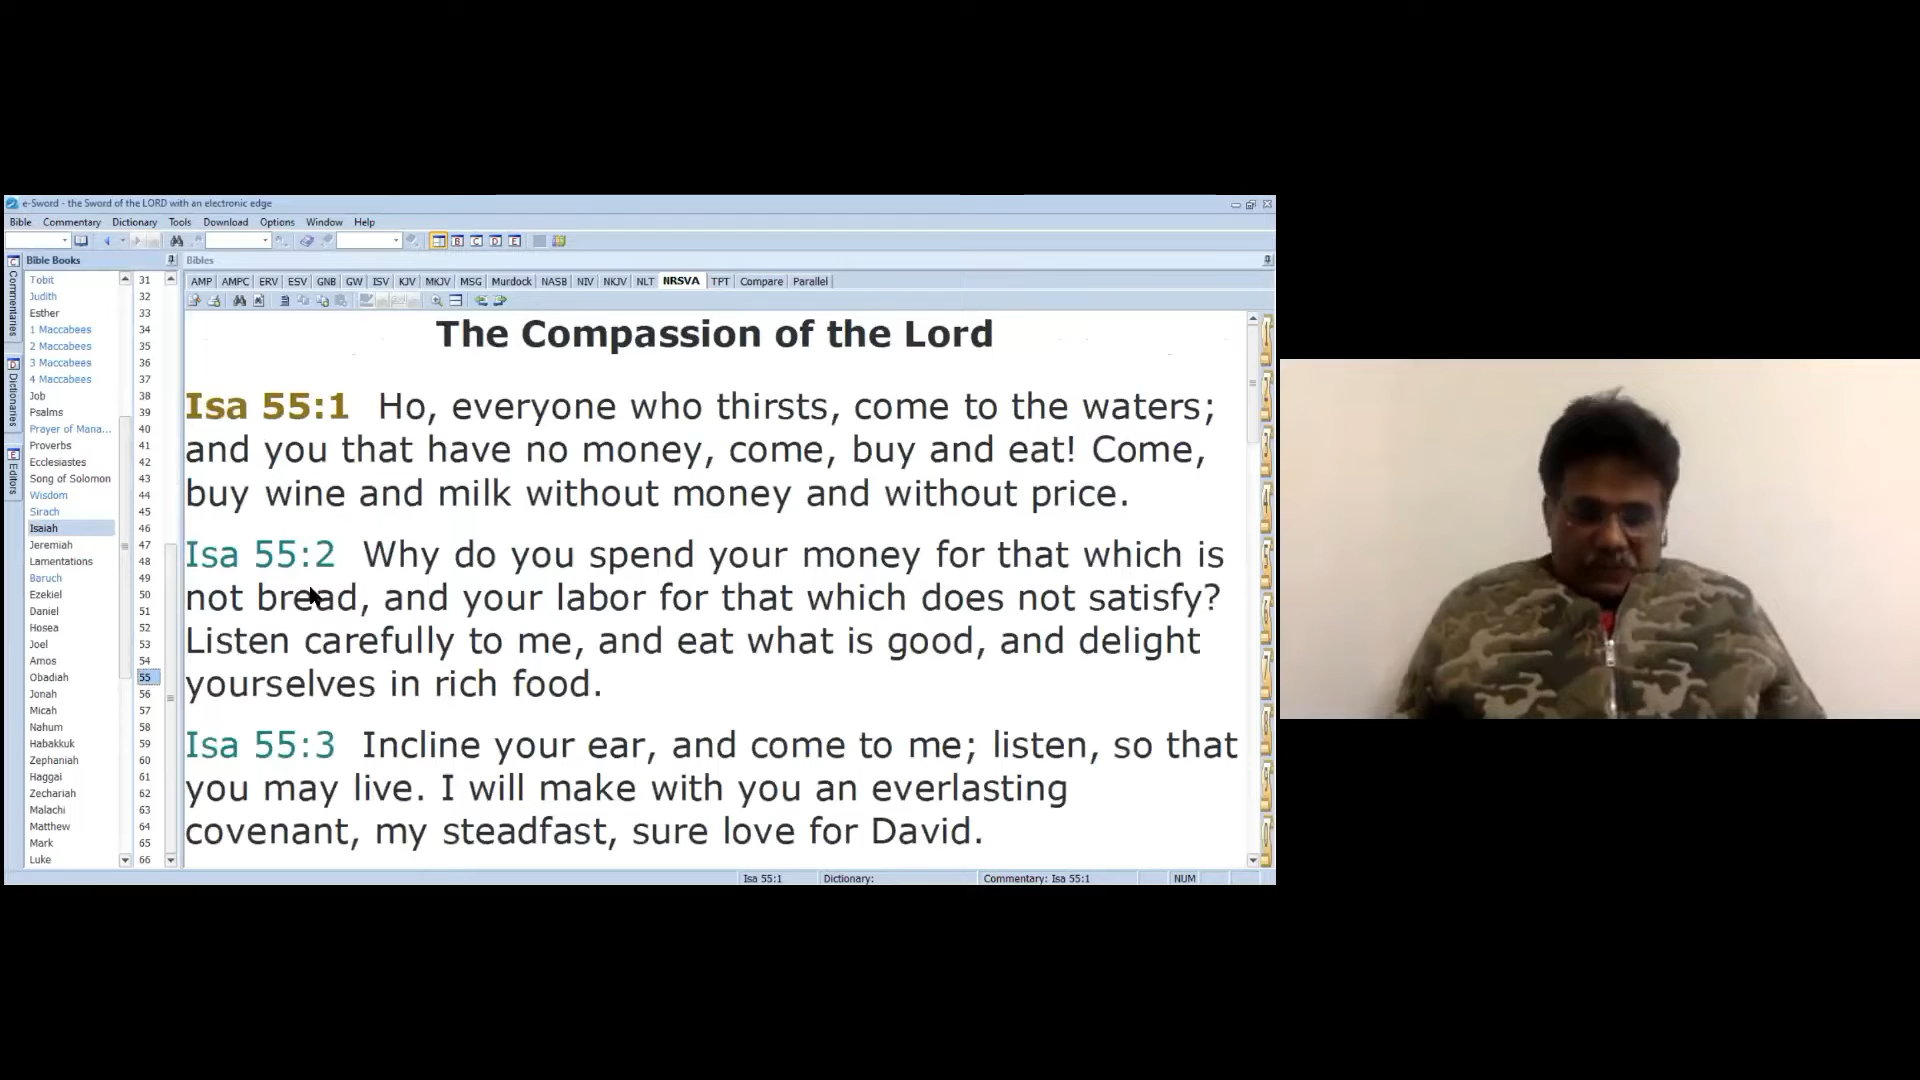 e-Sword - the Sword of the LORD with an electronic edge
Bible Commentary Dictionary Tools Download Options Window Help
B C D E
Bible Books
Bibles
AMP AMPC ERV ESV GNB GW ISV KJV MKJV MSG Murdock NASB NIV NKJV NLT NRSVA TPT Compare Parallel
C Commentaries
D Dictionaries
E Editors
Tobit
Judith
Esther
1 Maccabees
2 Maccabees
3 Maccabees
4 Maccabees
Job
Psalms
Prayer of Mana...
Proverbs
Ecclesiastes
Song of Solomon
Wisdom
Sirach
Isaiah
Jeremiah
Lamentations
Baruch
Ezekiel
Daniel
Hosea
Joel
Amos
Obadiah
Jonah
Micah
Nahum
Habakkuk
Zephaniah
Haggai
Zechariah
Malachi
Matthew
Mark
Luke
31
32
33
34
35
36
37
38
39
40
41
42
43
44
45
46
47
48
49
50
51
52
53
54
55
56
57
58
59
60
61
62
63
64
65
66
The Compassion of the Lord
Isa 55:1 Ho, everyone who thirsts, come to the waters;
and you that have no money, come, buy and eat! Come,
buy wine and milk without money and without price.
Isa 55:2 Why do you spend your money for that which is
not bread, and your labor for that which does not satisfy?
Listen carefully to me, and eat what is good, and delight
yourselves in rich food.
Isa 55:3 Incline your ear, and come to me; listen, so that
you may live. I will make with you an everlasting
covenant, my steadfast, sure love for David.
Isa 55:1 Dictionary: Commentary: Isa 55:1 NUM